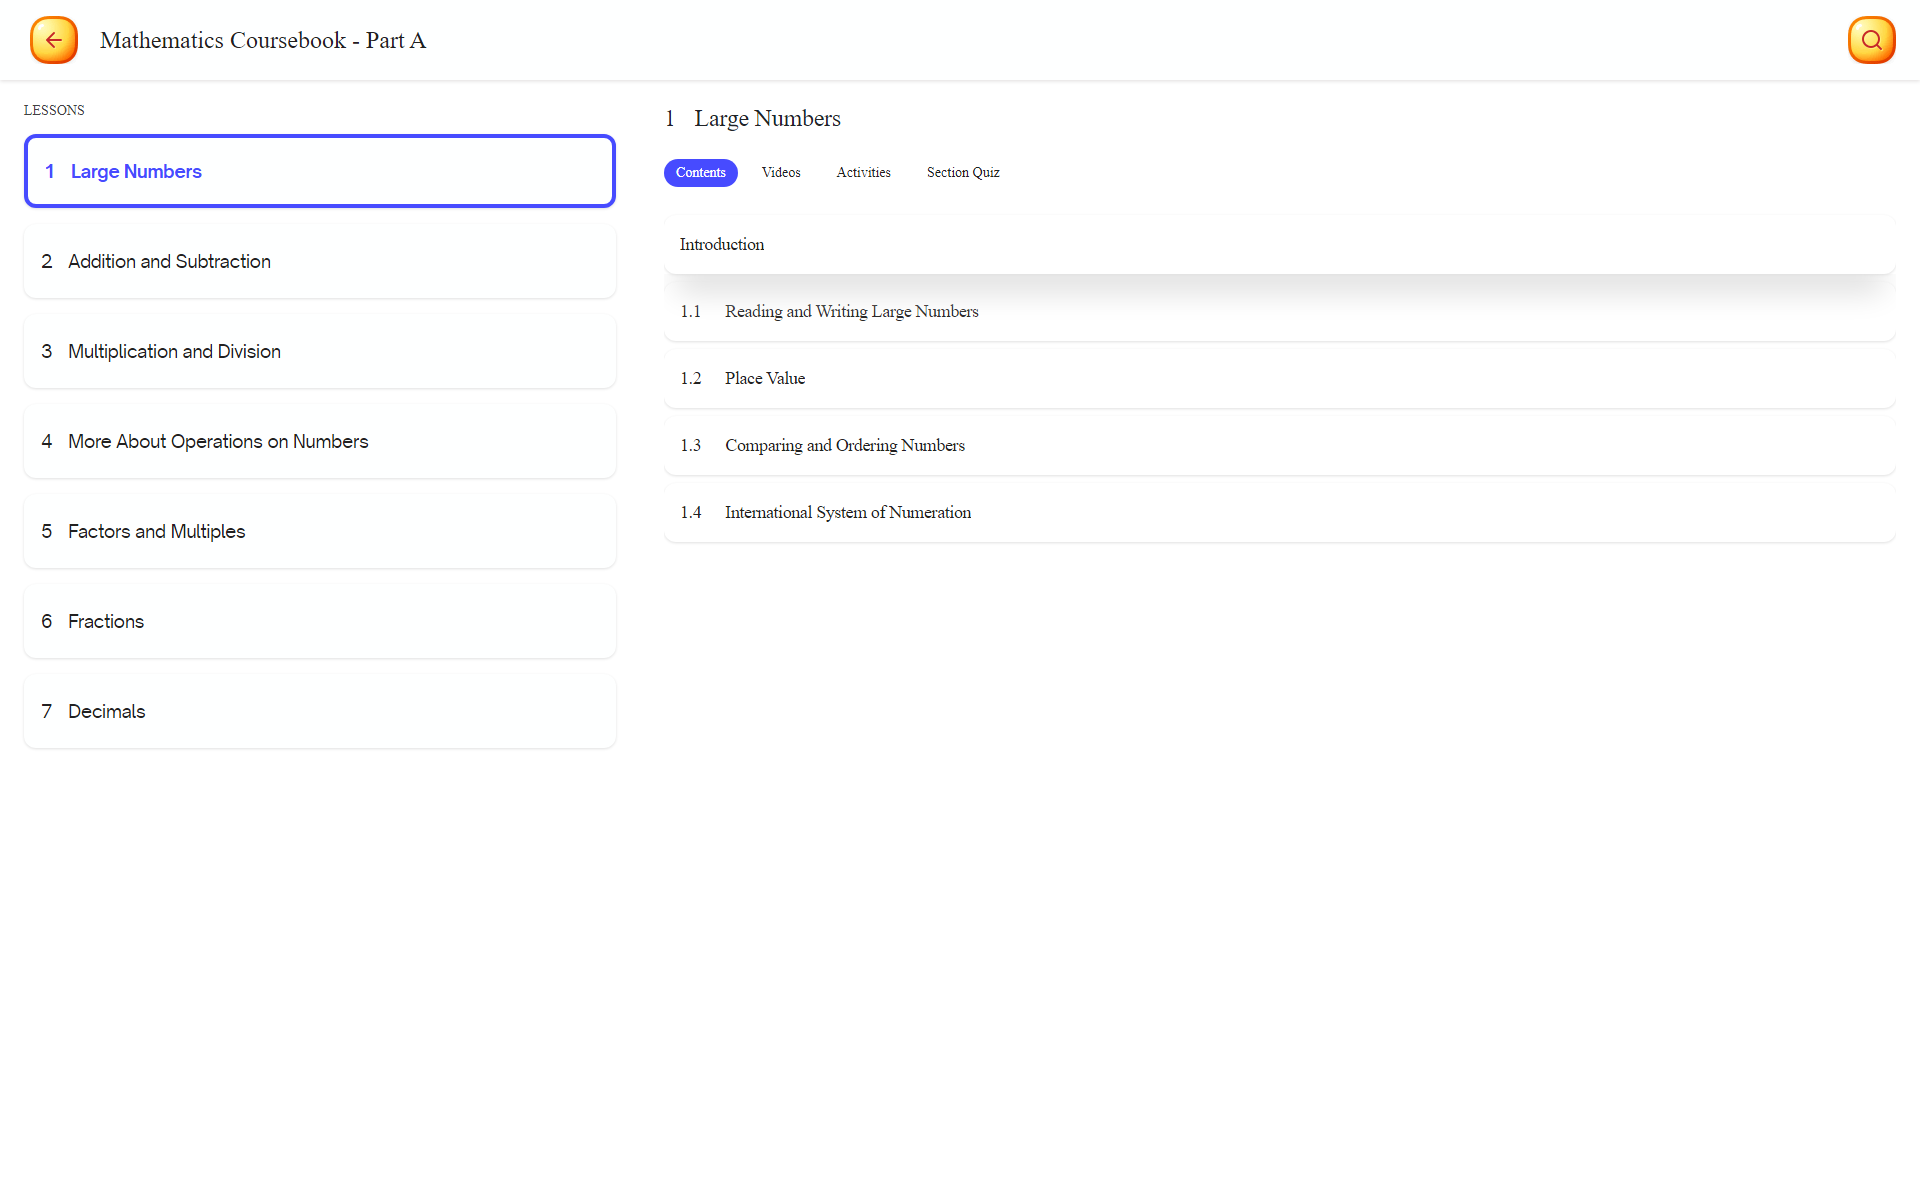 Mathematics Coursebook - Part A
LESSONS
1 Large Numbers
2 Addition and Subtraction
3 Multiplication and Division
4 More About Operations on Numbers
5 Factors and Multiples
6 Fractions
7 Decimals
1 Large Numbers
Contents Videos Activities Section Quiz
Introduction
1.1 Reading and Writing Large Numbers
1.2 Place Value
1.3 Comparing and Ordering Numbers
1.4 International System of Numeration